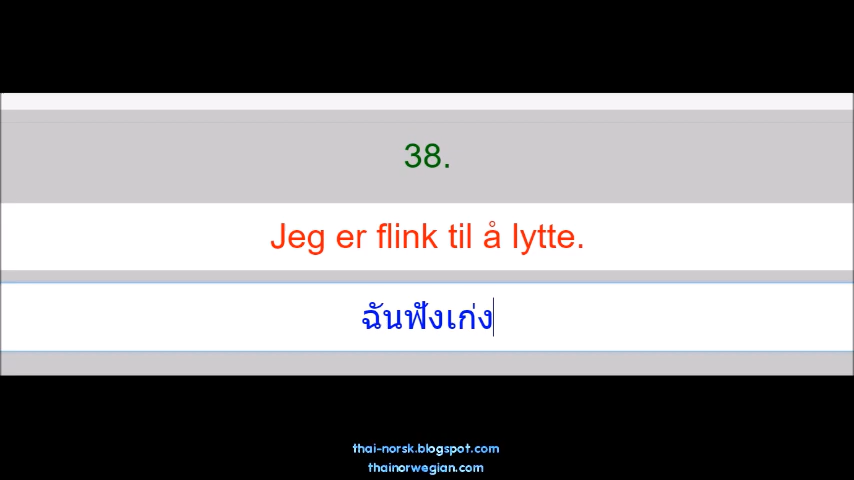 38.
Jeg er flink til å lytte.
ฉันฟังเก่ง
thai-norsk.blogspot.com
thainorwegian.com